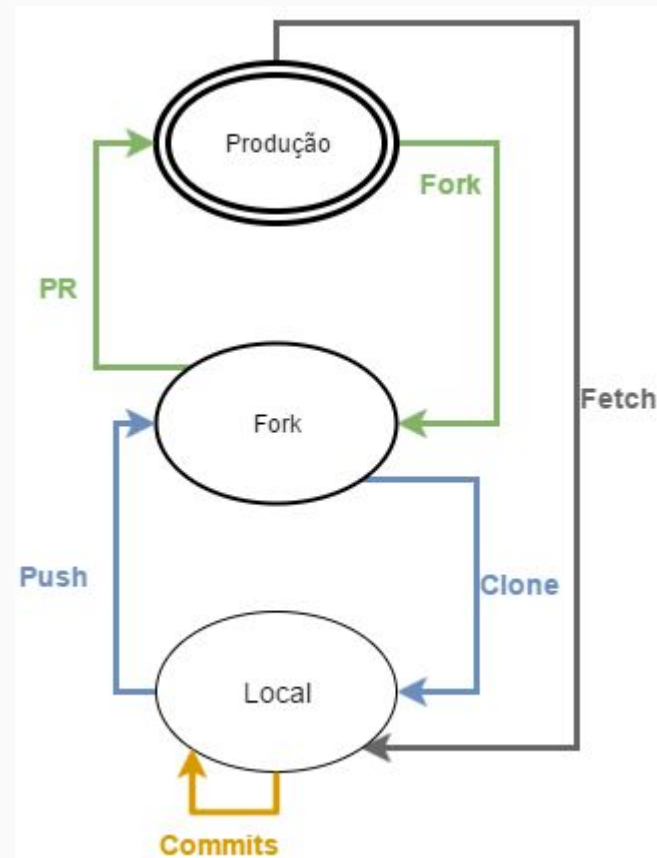 Produção
Fork
PR
Fork
Fetch
Push
Clone
Local
Commits